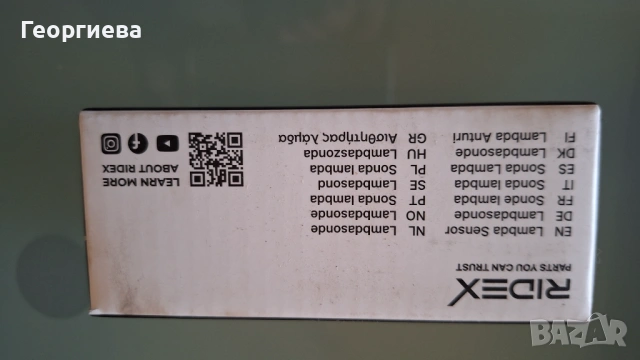 Георгиева
RIDEX
PARTS YOU CAN TRUST
EN Lambda Sensor
DE Lambdasonde
FR Sonde lambda
IT Sonda lambda
ES Sonda Lambda
DK Lambdasonde
FI Lambda Anturi
NL Lambdasonde
NO Lambdasonde
PT Sonda lambda
SE Lambdasond
PL Sonda lambda
HU Lambdaszonda
GR Αισθητήρας λάμδα
LEARN MORE
ABOUT RIDEX
BAZAR